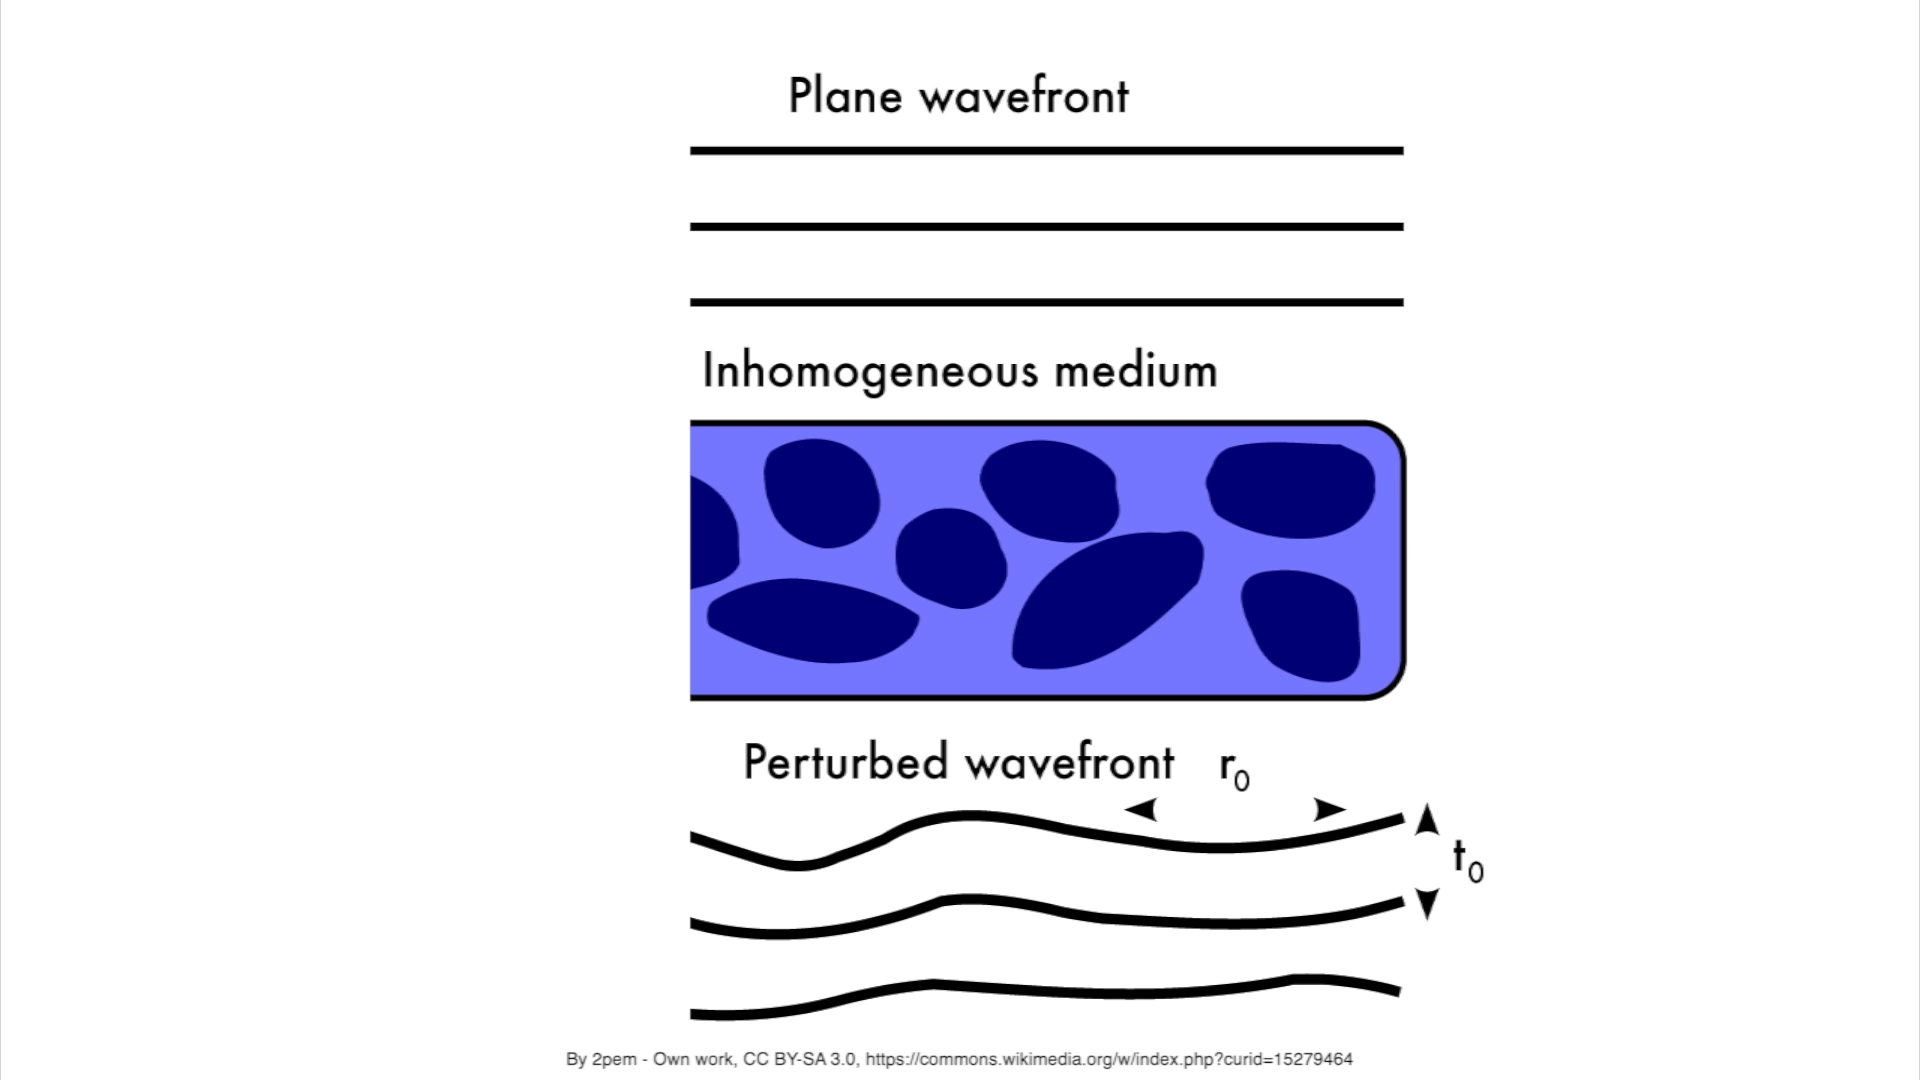 Plane wavefront
Inhomogeneous medium
Perturbed wavefront r₀
t₀
By 2pem - Own work, CC BY-SA 3.0, https://commons.wikimedia.org/w/index.php?curid=15279464